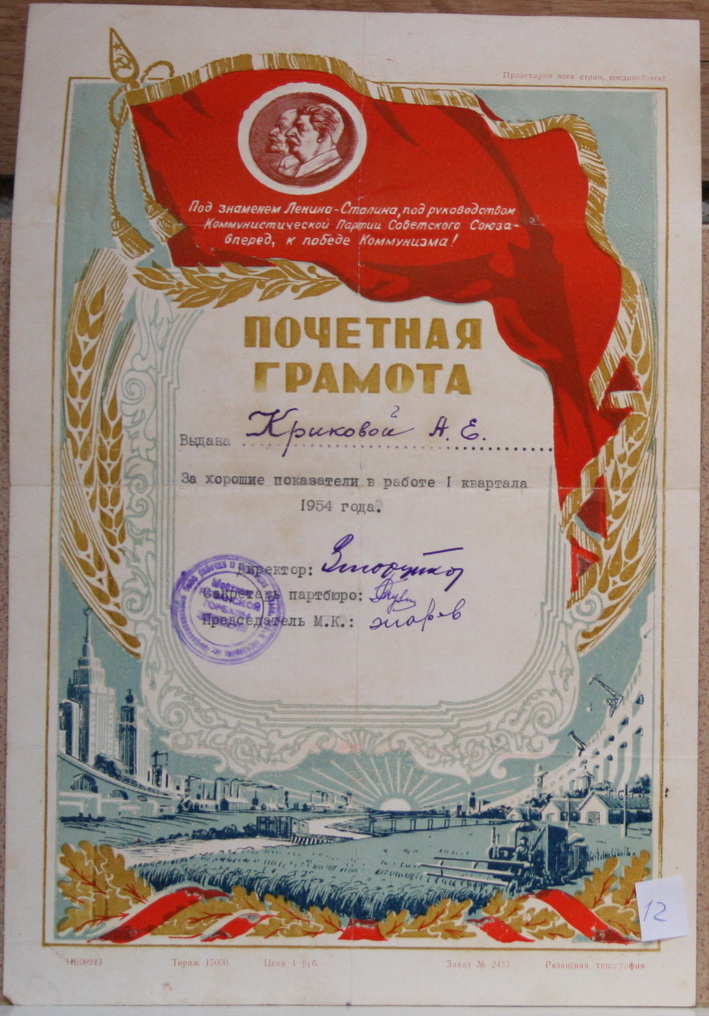 Пролетарии всех стран, соединяйтесь!
Под знаменем Ленина-Сталина, под руководством
Коммунистической Партии Советского Союза-
вперед, к победе Коммунизма!
ПОЧЕТНАЯ
ГРАМОТА
Выдана Криковой А. Е.
За хорошие показатели в работе I квартала
1954 года.
Директор:
Секретарь партбюро:
Председатель М.К.:
12
Тираж 15000. Цена 1 руб. Заказ № 2433 Рязанская типография.